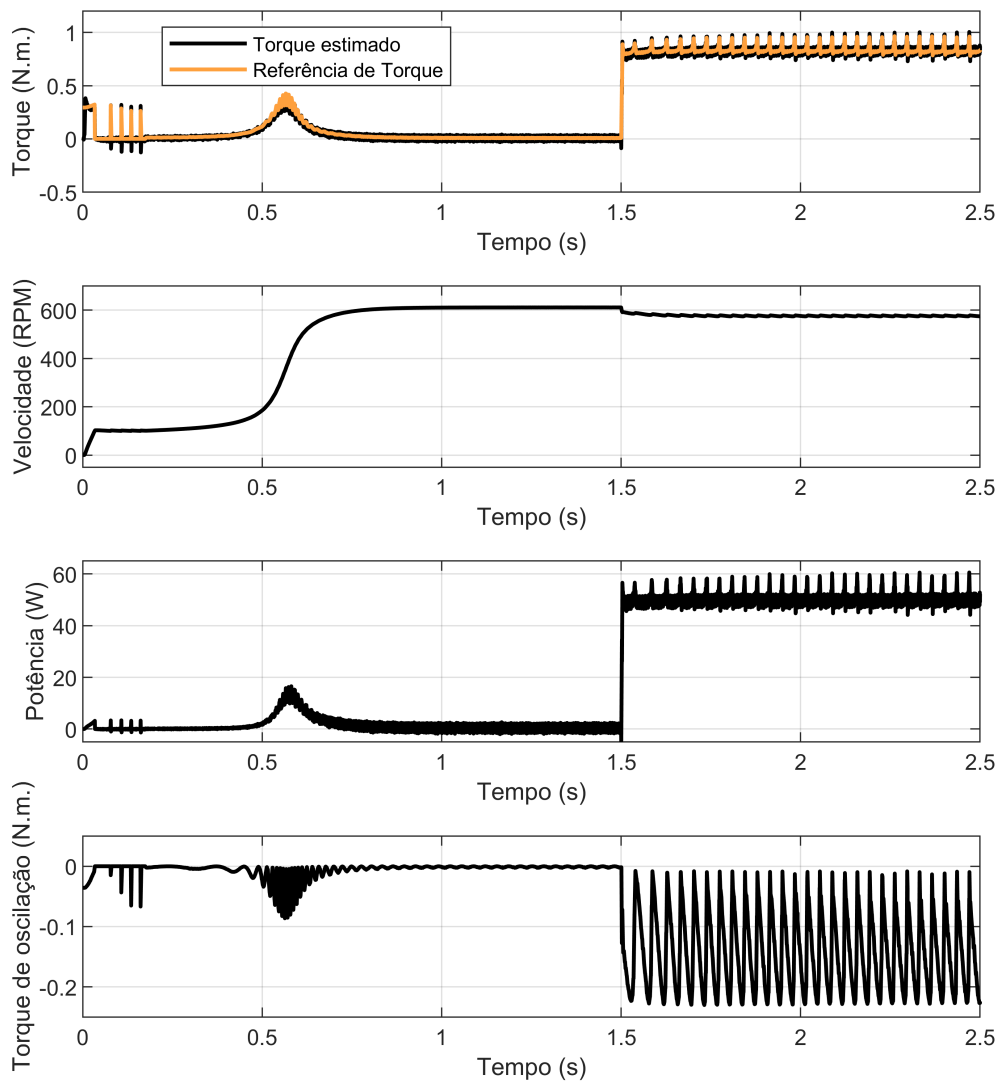 Torque (N.m.)
1
0.5
0
-0.5
Torque estimado
Referência de Torque
0 0.5 1 1.5 2 2.5
Tempo (s)
Velocidade (RPM)
600
400
200
0
0 0.5 1 1.5 2 2.5
Tempo (s)
Potência (W)
60
40
20
0
0 0.5 1 1.5 2 2.5
Tempo (s)
Torque de oscilação (N.m.)
0
-0.1
-0.2
0 0.5 1 1.5 2 2.5
Tempo (s)